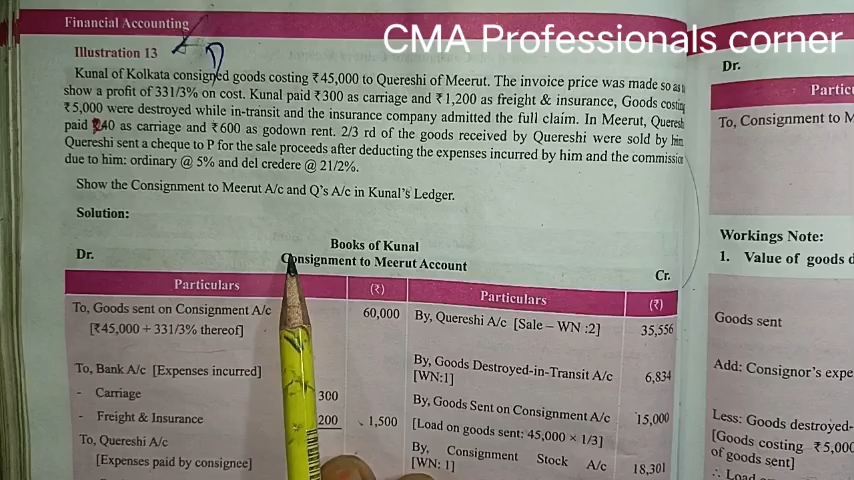 CMA Professionals corner
Financial Accounting
Illustration 13
Kunal of Kolkata consigned goods costing ₹45,000 to Quereshi of Meerut. The invoice price was made so as
show a profit of 331/3% on cost. Kunal paid ₹300 as carriage and ₹1,200 as freight & insurance, Goods costing
₹5,000 were destroyed while in-transit and the insurance company admitted the full claim. In Meerut, Queresh
paid ₹240 as carriage and ₹600 as godown rent. 2/3 rd of the goods received by Quereshi were sold by him
Quereshi sent a cheque to P for the sale proceeds after deducting the expenses incurred by him and the commission
due to him: ordinary @ 5% and del credere @ 21/2%.
Show the Consignment to Meerut A/c and Q's A/c in Kunal's Ledger.
Solution:
Books of Kunal
Dr. Consignment to Meerut Account Cr.
Particulars (₹) Particulars (₹)
To, Goods sent on Consignment A/c 60,000 By, Quereshi A/c [Sale – WN :2] 35,556
[₹45,000 + 331/3% thereof]
To, Bank A/c [Expenses incurred] By, Goods Destroyed-in-Transit A/c
[WN:1] 6,834
- Carriage 300
By, Goods Sent on Consignment A/c 15,000
- Freight & Insurance 200 1,500 [Load on goods sent: 45,000 × 1/3]
To, Quereshi A/c By, Consignment Stock A/c
[Expenses paid by consignee] [WN: 1] 18,301
Dr.
Partic
To, Consignment to M
Workings Note:
1. Value of goods d
Goods sent
Add: Consignor's expe
Less: Goods destroyed-
[Goods costing ₹5,000
of goods sent]
∴ Load